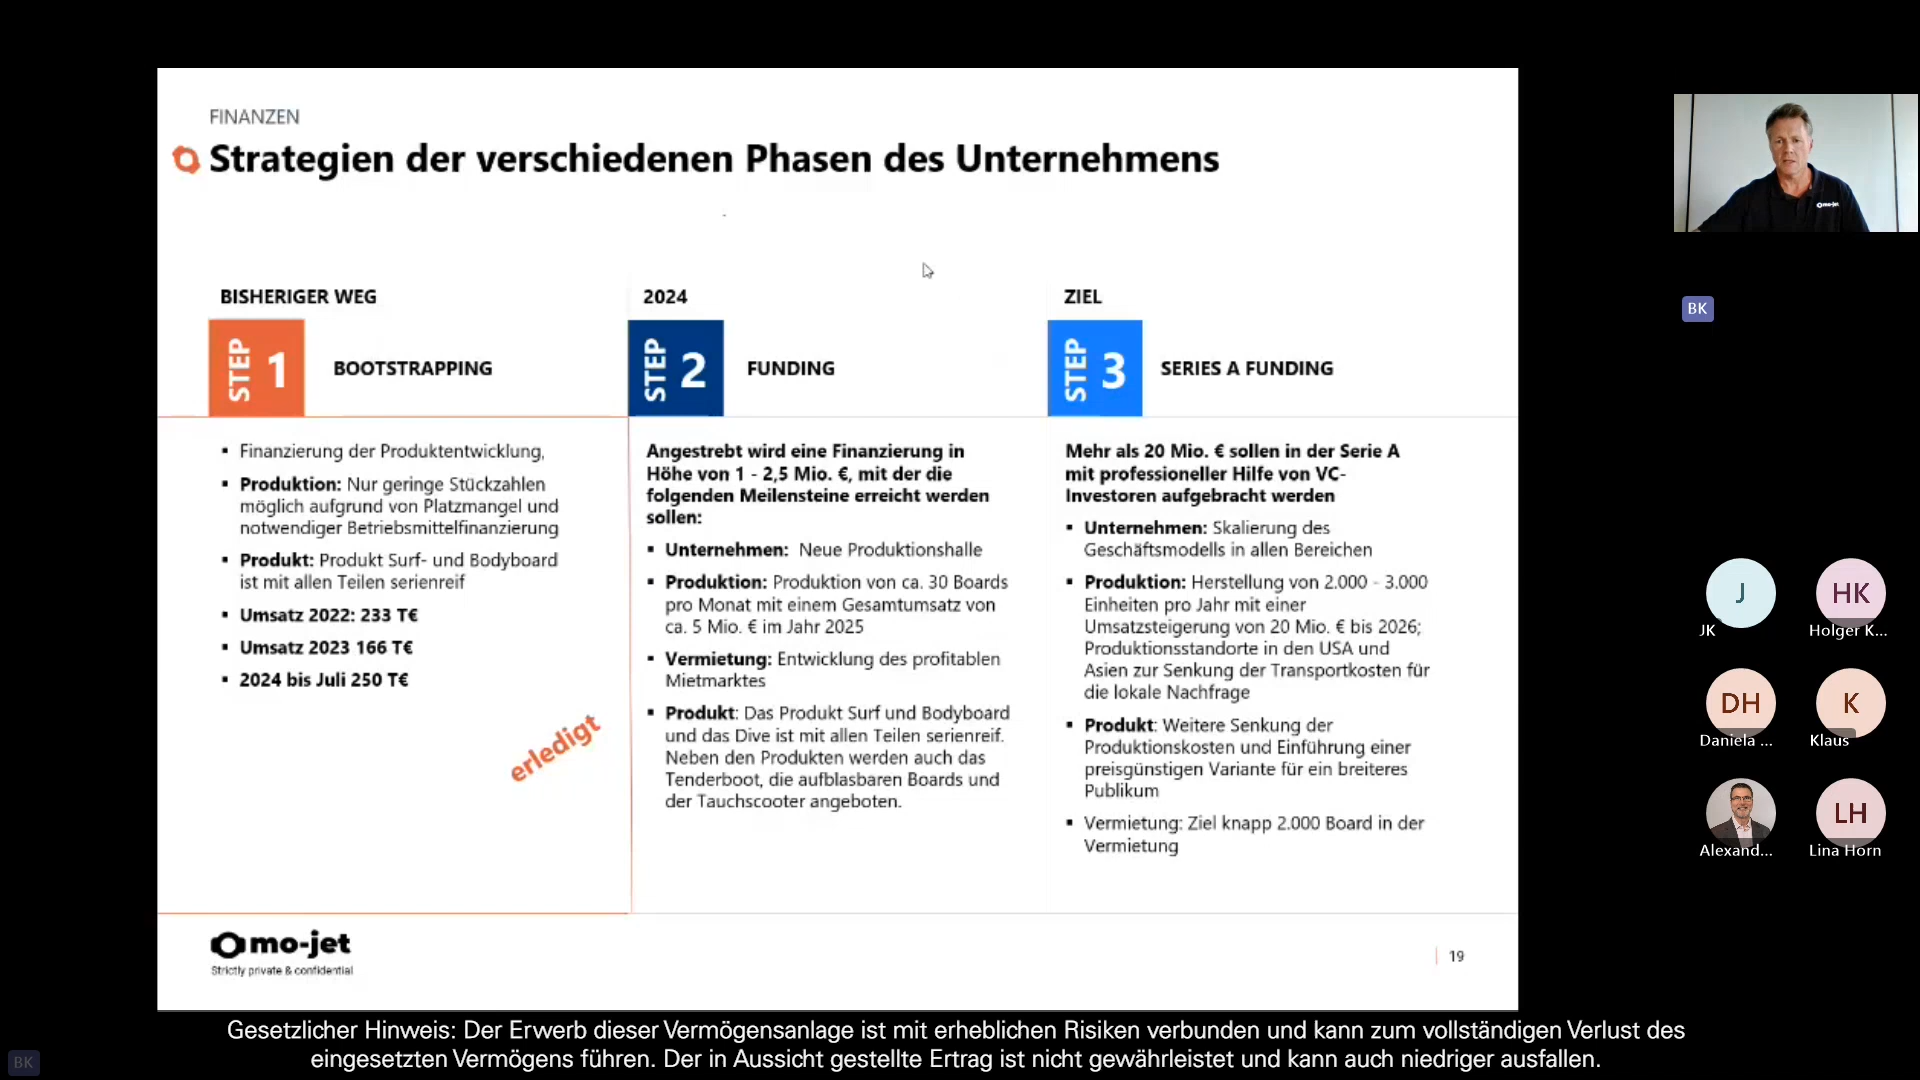 FINANZEN
Strategien der verschiedenen Phasen des Unternehmens
BISHERIGER WEG
STEP 1
BOOTSTRAPPING
▪ Finanzierung der Produktentwicklung,
▪ Produktion: Nur geringe Stückzahlen
möglich aufgrund von Platzmangel und
notwendiger Betriebsmittelfinanzierung
▪ Produkt: Produkt Surf- und Bodyboard
ist mit allen Teilen serienreif
▪ Umsatz 2022: 233 T€
▪ Umsatz 2023 166 T€
▪ 2024 bis Juli 250 T€
erledigt
2024
STEP 2
FUNDING
Angestrebt wird eine Finanzierung in
Höhe von 1 - 2,5 Mio. €, mit der die
folgenden Meilensteine erreicht werden
sollen:
▪ Unternehmen: Neue Produktionshalle
▪ Produktion: Produktion von ca. 30 Boards
pro Monat mit einem Gesamtumsatz von
ca. 5 Mio. € im Jahr 2025
▪ Vermietung: Entwicklung des profitablen
Mietmarktes
▪ Produkt: Das Produkt Surf und Bodyboard
und das Dive ist mit allen Teilen serienreif.
Neben den Produkten werden auch das
Tenderboot, die aufblasbaren Boards und
der Tauchscooter angeboten.
ZIEL
STEP 3
SERIES A FUNDING
Mehr als 20 Mio. € sollen in der Serie A
mit professioneller Hilfe von VC-
Investoren aufgebracht werden
▪ Unternehmen: Skalierung des
Geschäftsmodells in allen Bereichen
▪ Produktion: Herstellung von 2.000 - 3.000
Einheiten pro Jahr mit einer
Umsatzsteigerung von 20 Mio. € bis 2026;
Produktionsstandorte in den USA und
Asien zur Senkung der Transportkosten für
die lokale Nachfrage
▪ Produkt: Weitere Senkung der
Produktionskosten und Einführung einer
preisgünstigen Variante für ein breiteres
Publikum
▪ Vermietung: Ziel knapp 2.000 Board in der
Vermietung
mo-jet
Strictly private & confidential
19
mo-jet
BK
J
JK
HK
Holger K...
DH
Daniela ...
K
Klaus
Alexand...
LH
Lina Horn
BK
Gesetzlicher Hinweis: Der Erwerb dieser Vermögensanlage ist mit erheblichen Risiken verbunden und kann zum vollständigen Verlust des
eingesetzten Vermögens führen. Der in Aussicht gestellte Ertrag ist nicht gewährleistet und kann auch niedriger ausfallen.